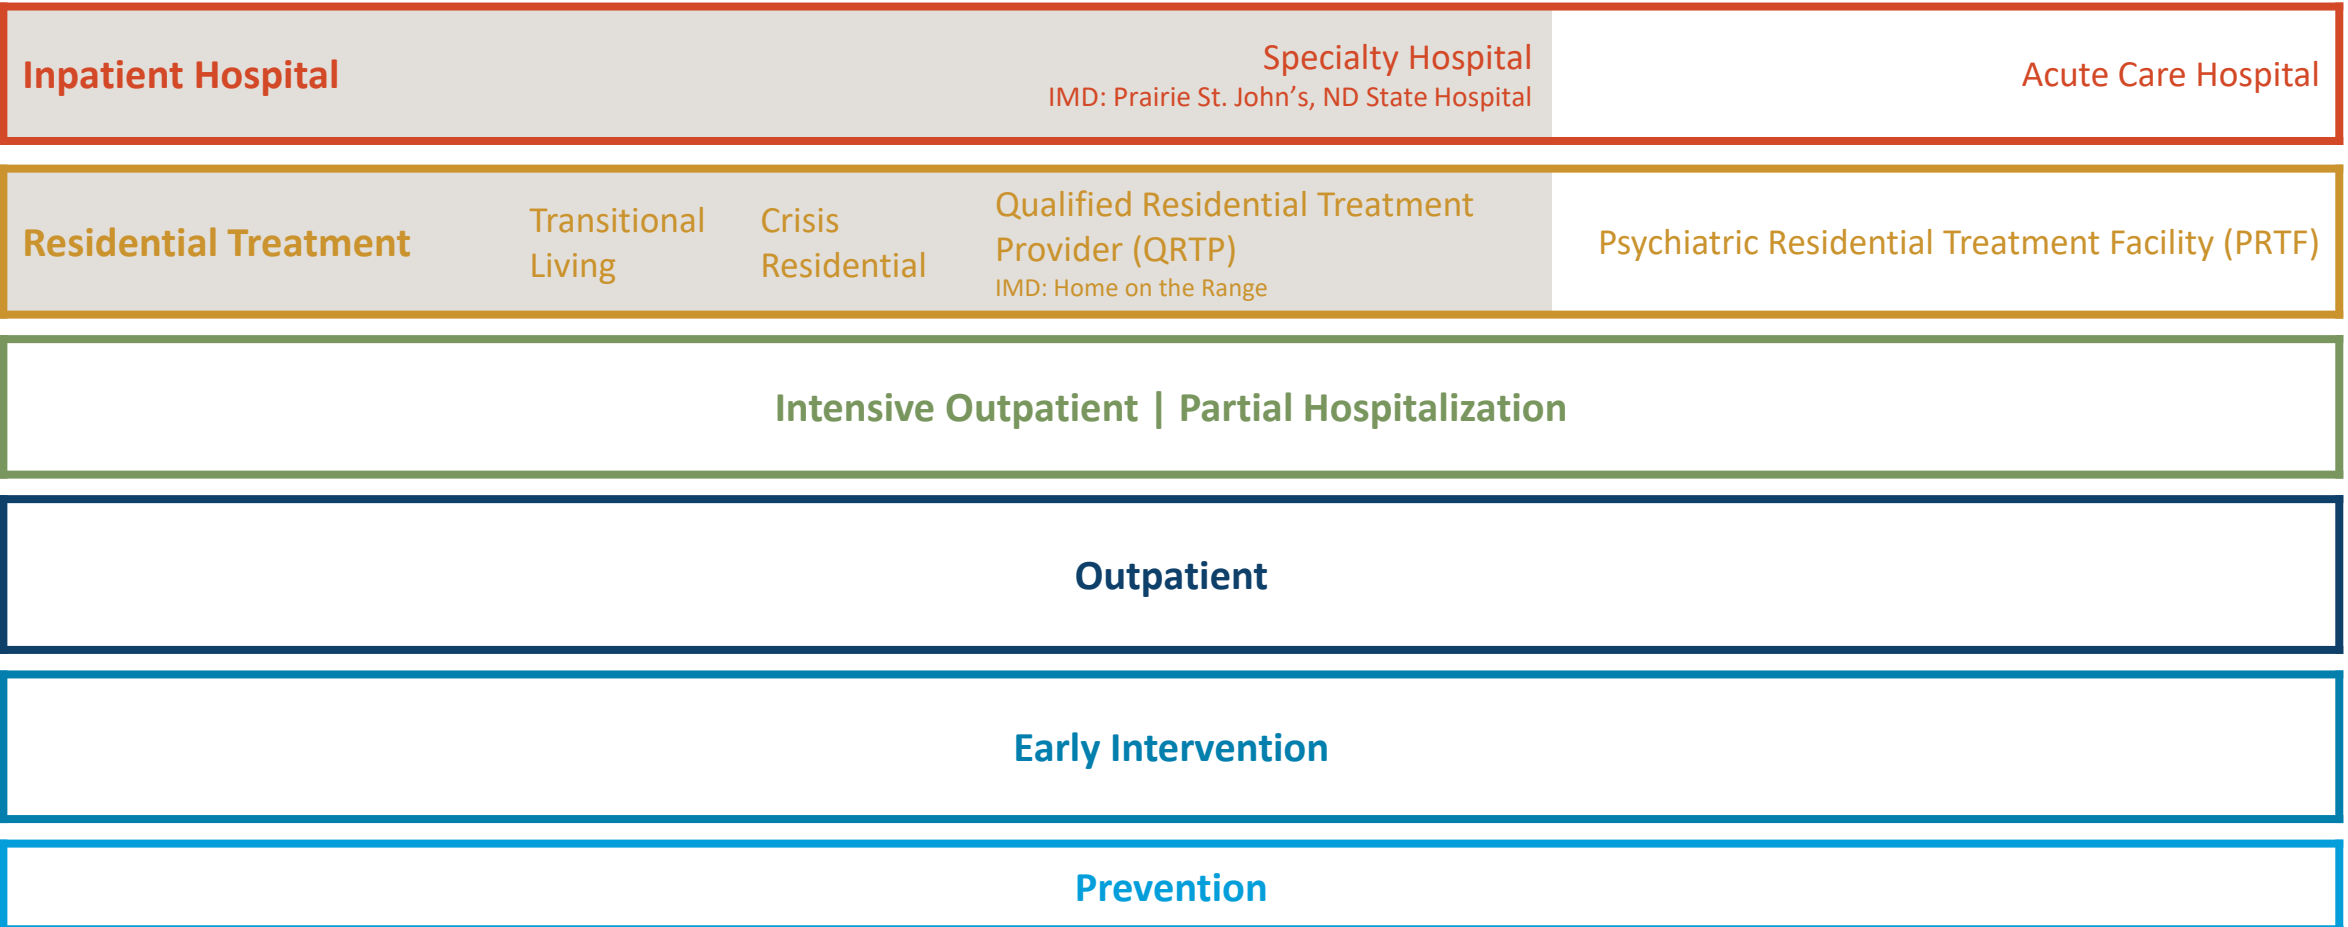 Inpatient Hospital
Specialty Hospital
IMD: Prairie St. John’s, ND State Hospital
Acute Care Hospital
Residential Treatment
Transitional
Living
Crisis
Residential
Qualified Residential Treatment
Provider (QRTP)
IMD: Home on the Range
Psychiatric Residential Treatment Facility (PRTF)
Intensive Outpatient | Partial Hospitalization
Outpatient
Early Intervention
Prevention